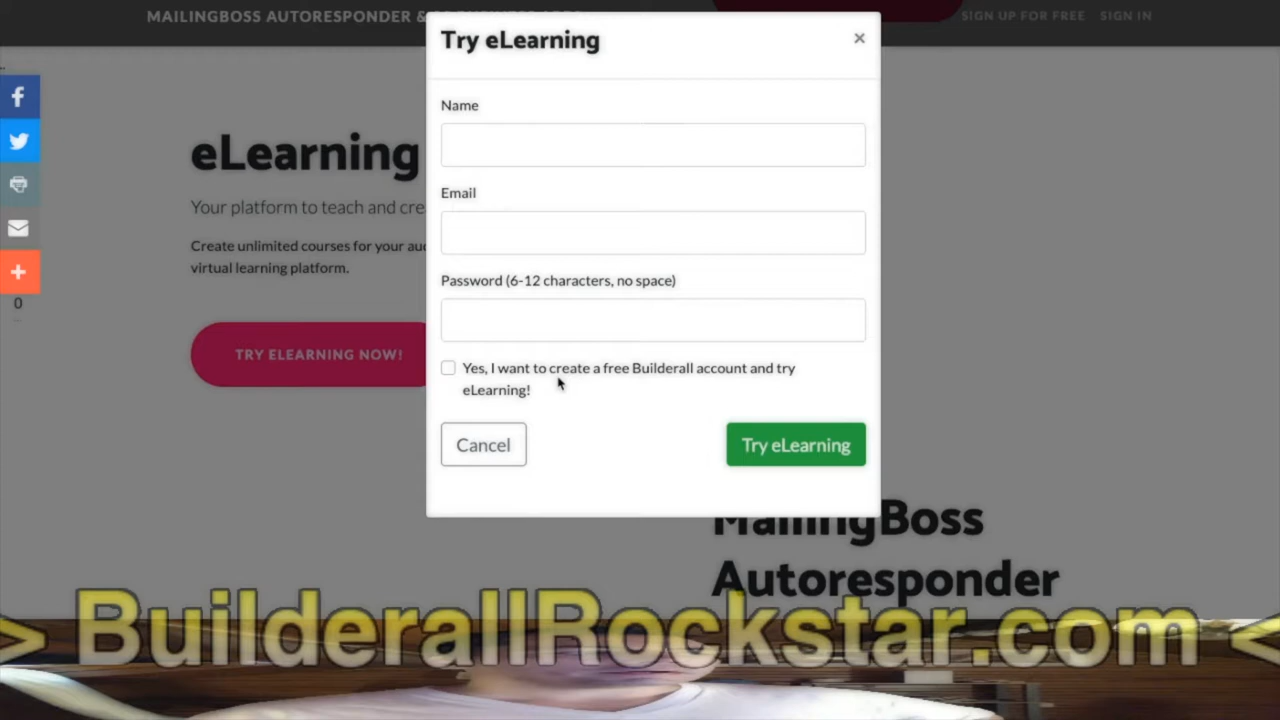 MAILINGBOSS AUTORESPONDER &
SIGN UP FOR FREE SIGN IN
Try eLearning
×
Name
Email
Password (6-12 characters, no space)
Yes, I want to create a free Builderall account and try
eLearning!
Cancel
Try eLearning
eLearning
Your platform to teach and cre
Create unlimited courses for your au
virtual learning platform.
TRY ELEARNING NOW!
0
MailingBoss
Autoresponder
> BuilderallRockstar.com <